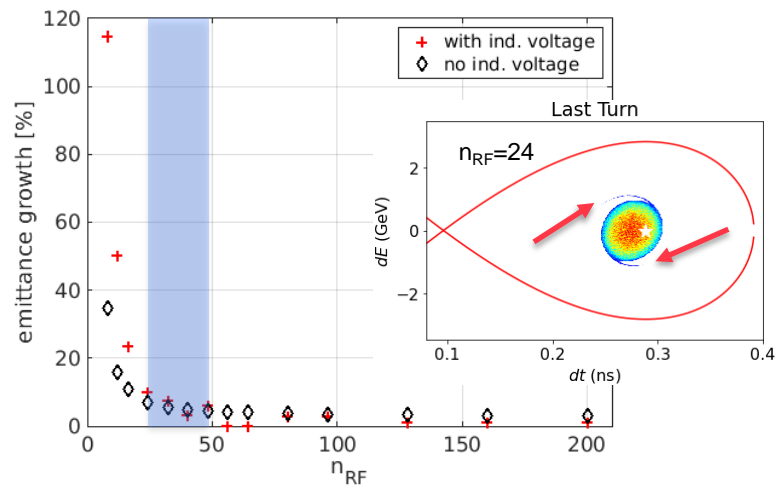 120
100
80
60
40
20
0
emittance growth [%]
0
50
100
150
200
n_RF
with ind. voltage
no ind. voltage
Last Turn
n_RF=24
2
0
−2
dE (GeV)
0.1
0.2
0.3
0.4
dt (ns)